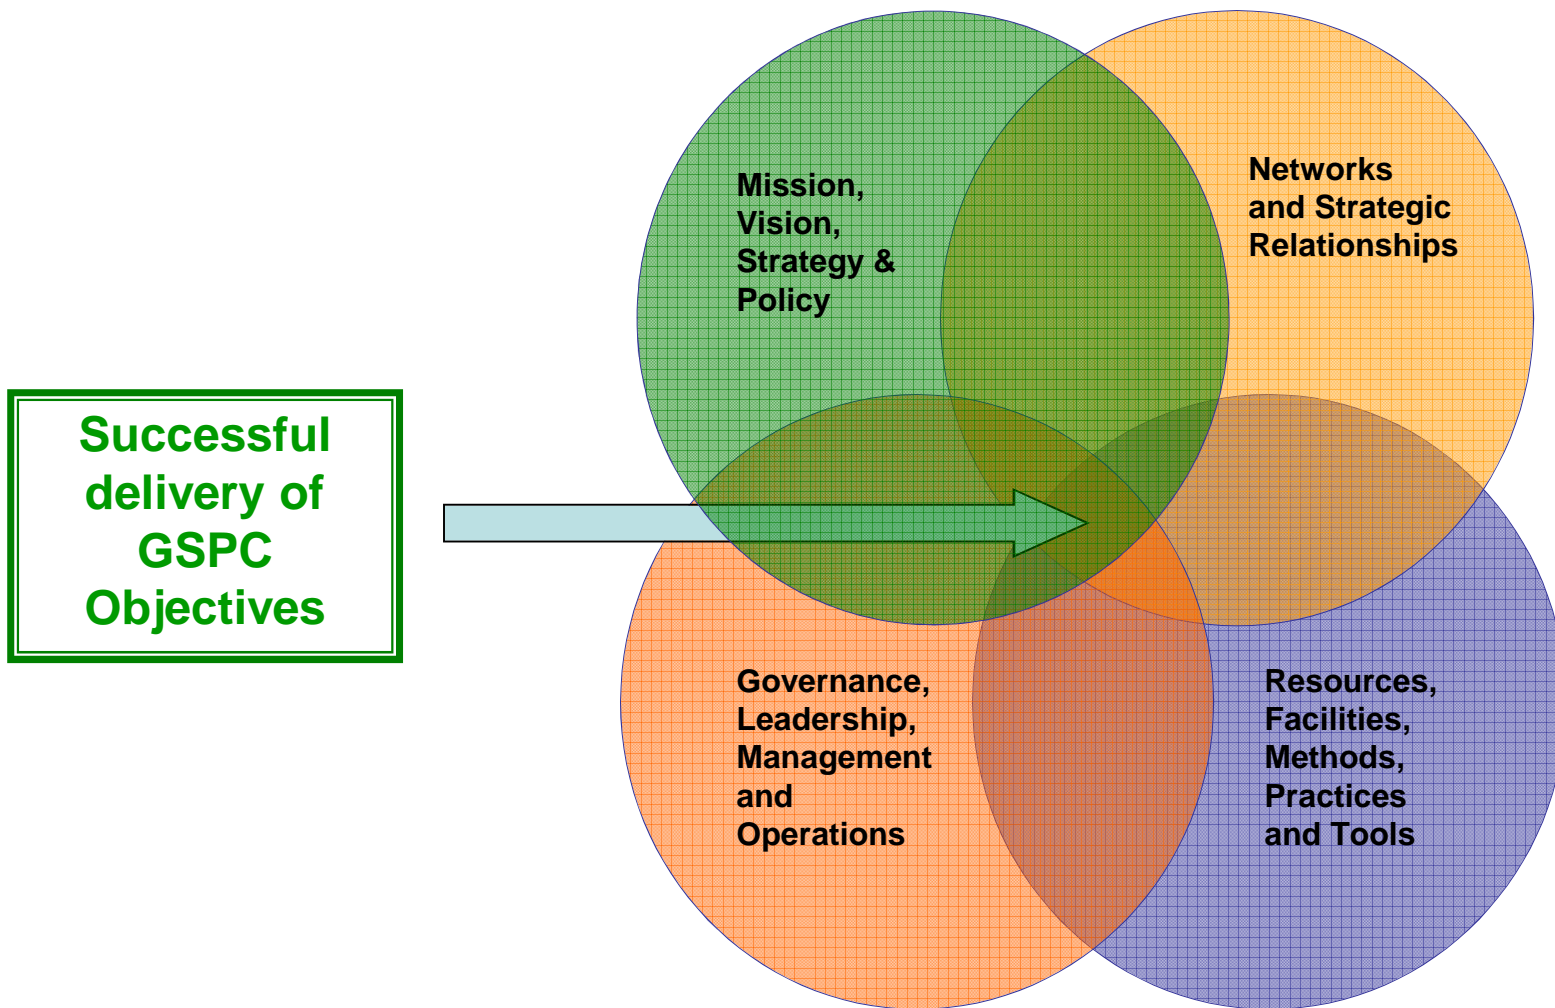 Mission,
Vision,
Strategy &
Policy
Networks
and Strategic
Relationships
Successful
delivery of
GSPC
Objectives
Governance,
Leadership,
Management
and
Operations
Resources,
Facilities,
Methods,
Practices
and Tools